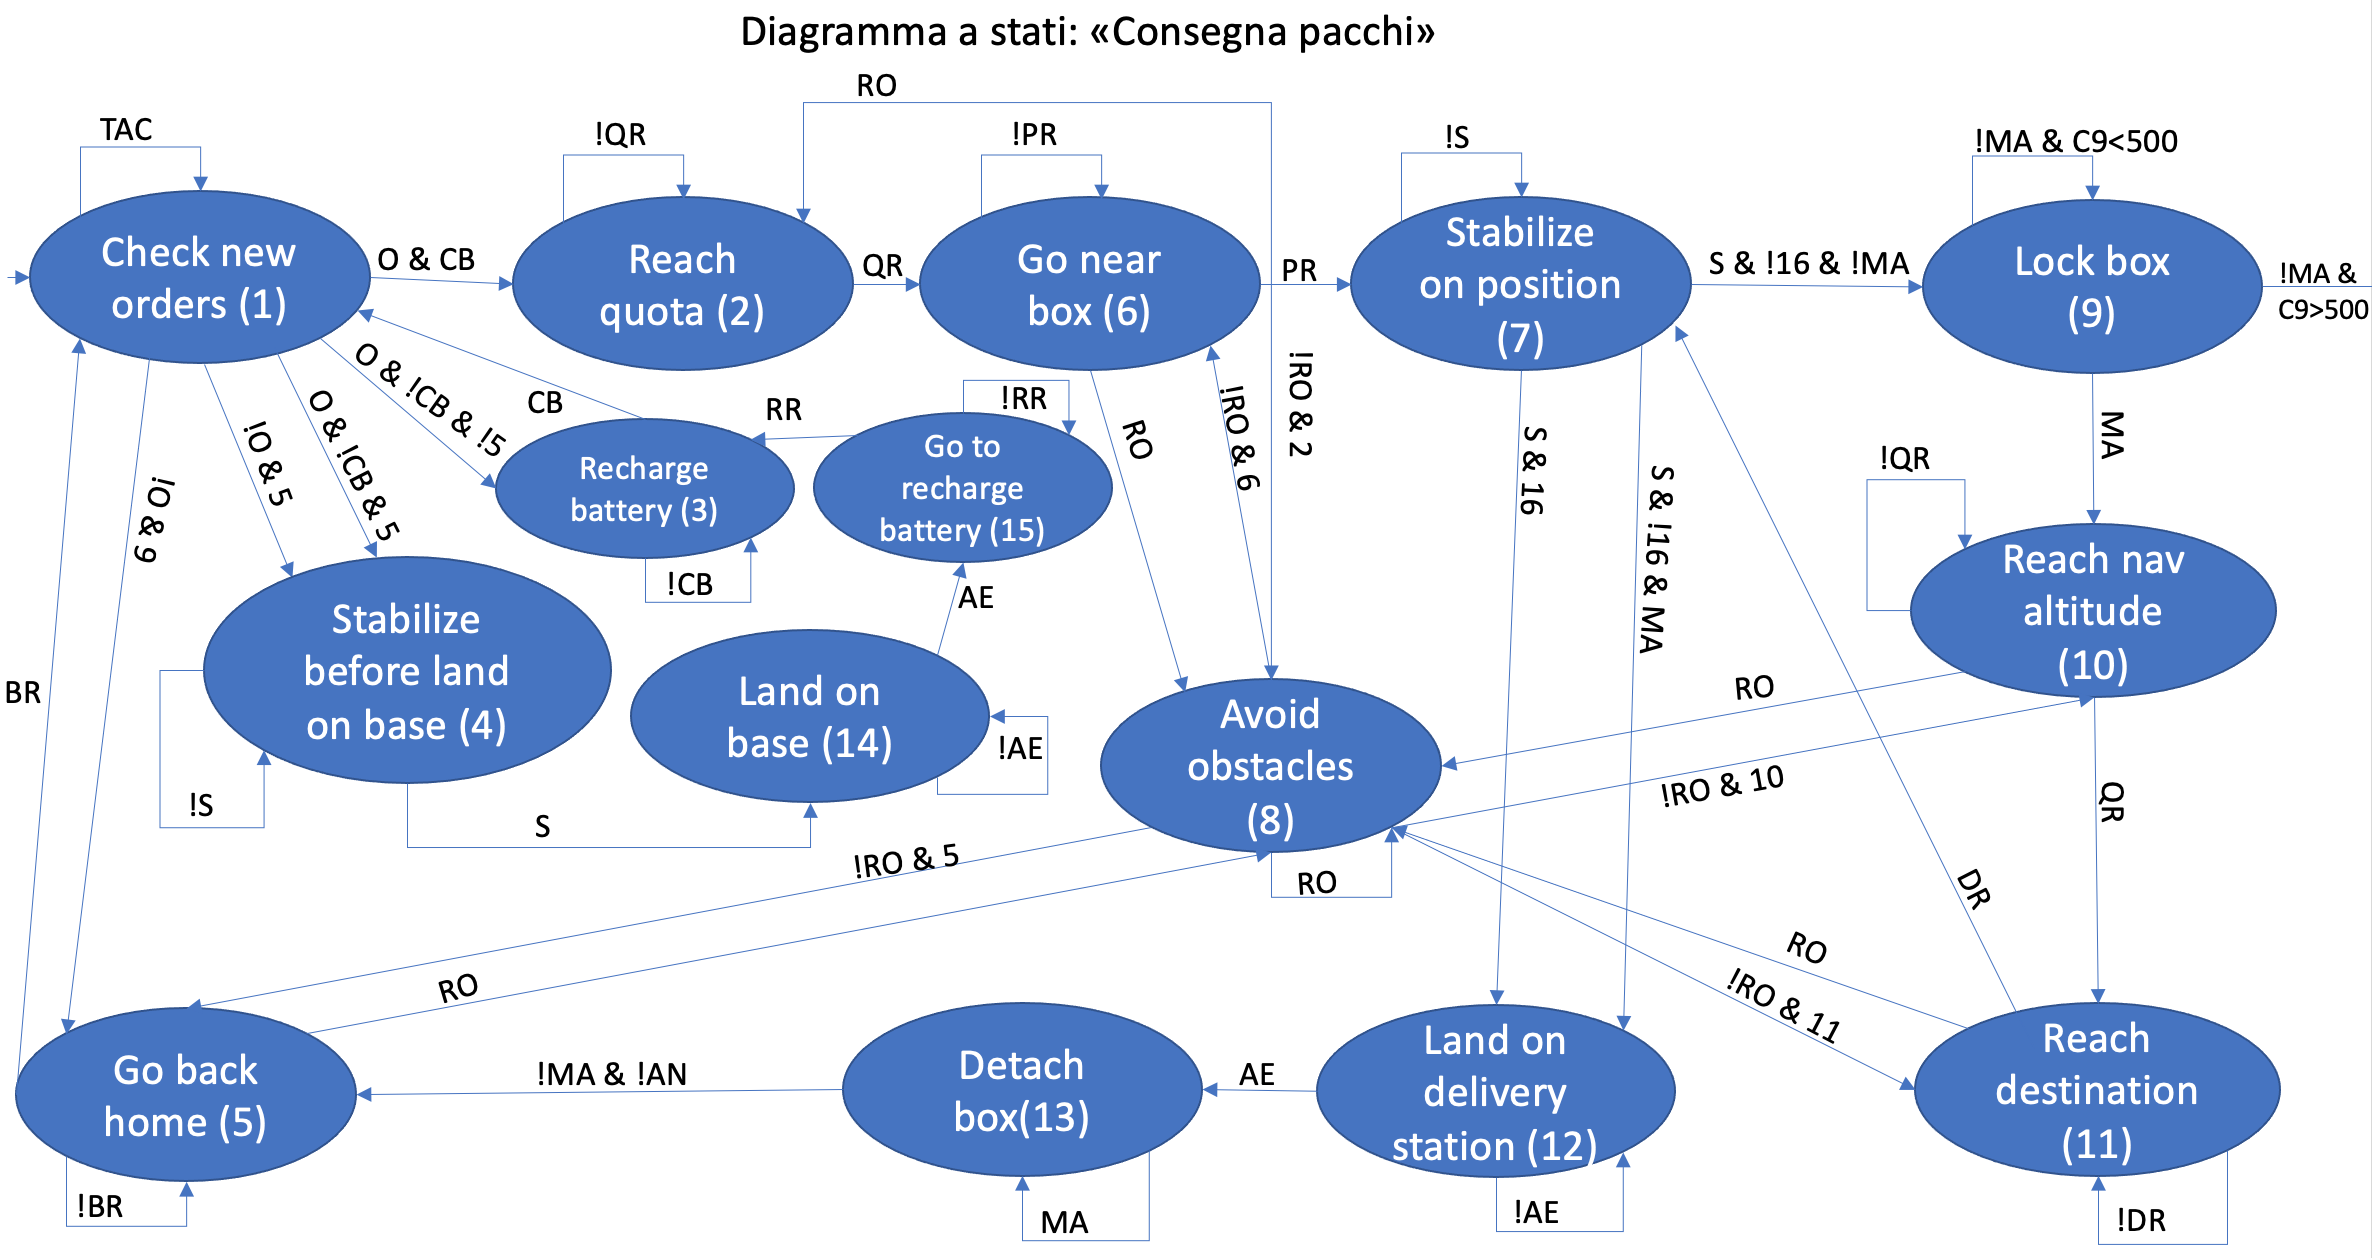 Diagramma a stati: «Consegna pacchi»
RO
TAC
!QR
!PR
!S
!MA & C9<500
Check new
orders (1)
O & CB
Reach
quota (2)
QR
Go near
box (6)
PR
Stabilize
on position
(7)
S & !16 & !MA
Lock box
(9)
!MA &
C9>500
O & !CB & !5
CB
RR
!RR
!RO & 6
!RO & 2
RO
!O & 5
O & !CB & 5
!O & 9
Recharge
battery (3)
!CB
Go to
recharge
battery (15)
AE
S & 16
S & !16 & MA
MA
!QR
Reach nav
altitude
(10)
BR
Stabilize
before land
on base (4)
!S
S
Land on
base (14)
!AE
Avoid
obstacles
(8)
RO
RO
!RO & 10
QR
DR
!RO & 5
RO
RO
!RO & 11
Go back
home (5)
!BR
!MA & !AN
Detach
box(13)
MA
AE
Land on
delivery
station (12)
!AE
Reach
destination
(11)
!DR